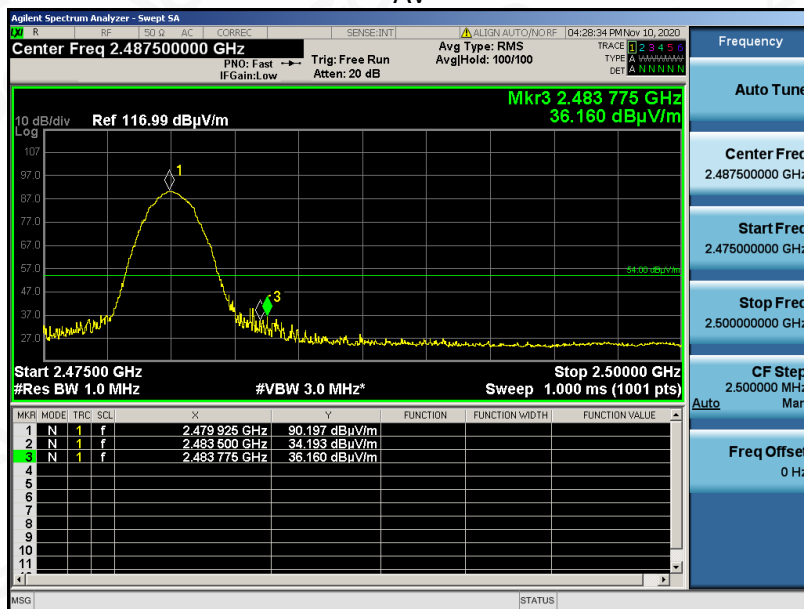 Av
Agilent Spectrum Analyzer - Swept SA
LXI R RF 50 Ω AC CORREC SENSE:INT ALIGN AUTO/NO RF 04:28:34 PM Nov 10, 2020
Center Freq 2.487500000 GHz
PNO: Fast
IFGain:Low
Trig: Free Run
Atten: 20 dB
Avg Type: RMS
Avg|Hold: 100/100
TRACE 1 2 3 4 5 6
TYPE A WWWWW
DET A N N N N N
Mkr3 2.483 775 GHz
36.160 dBµV/m
10 dB/div Ref 116.99 dBµV/m
Log
107
97.0
87.0
77.0
67.0
57.0
47.0
37.0
27.0
1
3
54.00 dBµV/m
Start 2.47500 GHz Stop 2.50000 GHz
#Res BW 1.0 MHz #VBW 3.0 MHz* Sweep 1.000 ms (1001 pts)
MKR MODE TRC SCL X Y FUNCTION FUNCTION WIDTH FUNCTION VALUE
1 N 1 f 2.479 925 GHz 90.197 dBµV/m
2 N 1 f 2.483 500 GHz 34.193 dBµV/m
3 N 1 f 2.483 775 GHz 36.160 dBµV/m
4
5
6
7
8
9
10
11
MSG STATUS
Frequency
Auto Tune
Center Freq
2.487500000 GHz
Start Freq
2.475000000 GHz
Stop Freq
2.500000000 GHz
CF Step
2.500000 MHz
Auto Man
Freq Offset
0 Hz